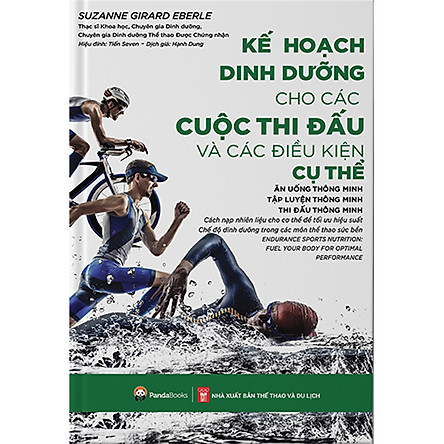 SUZANNE GIRARD EBERLE
Thạc sĩ Khoa học, Chuyên gia Dinh dưỡng,
Chuyên gia Dinh dưỡng Thể thao Được Chứng nhận
Hiệu đính: Tiến Seven - Dịch giả: Hạnh Dung
KẾ HOẠCH
DINH DƯỠNG
CHO CÁC
CUỘC THI ĐẤU
VÀ CÁC ĐIỀU KIỆN
CỤ THỂ
ĂN UỐNG THÔNG MINH
TẬP LUYỆN THÔNG MINH
THI ĐẤU THÔNG MINH
Cách nạp nhiên liệu cho cơ thể để tối ưu hiệu suất
Chế độ dinh dưỡng trong các môn thể thao sức bền
ENDURANCE SPORTS NUTRITION:
FUEL YOUR BODY FOR OPTIMAL
PERFORMANCE
PandaBooks
NHÀ XUẤT BẢN THỂ THAO VÀ DU LỊCH